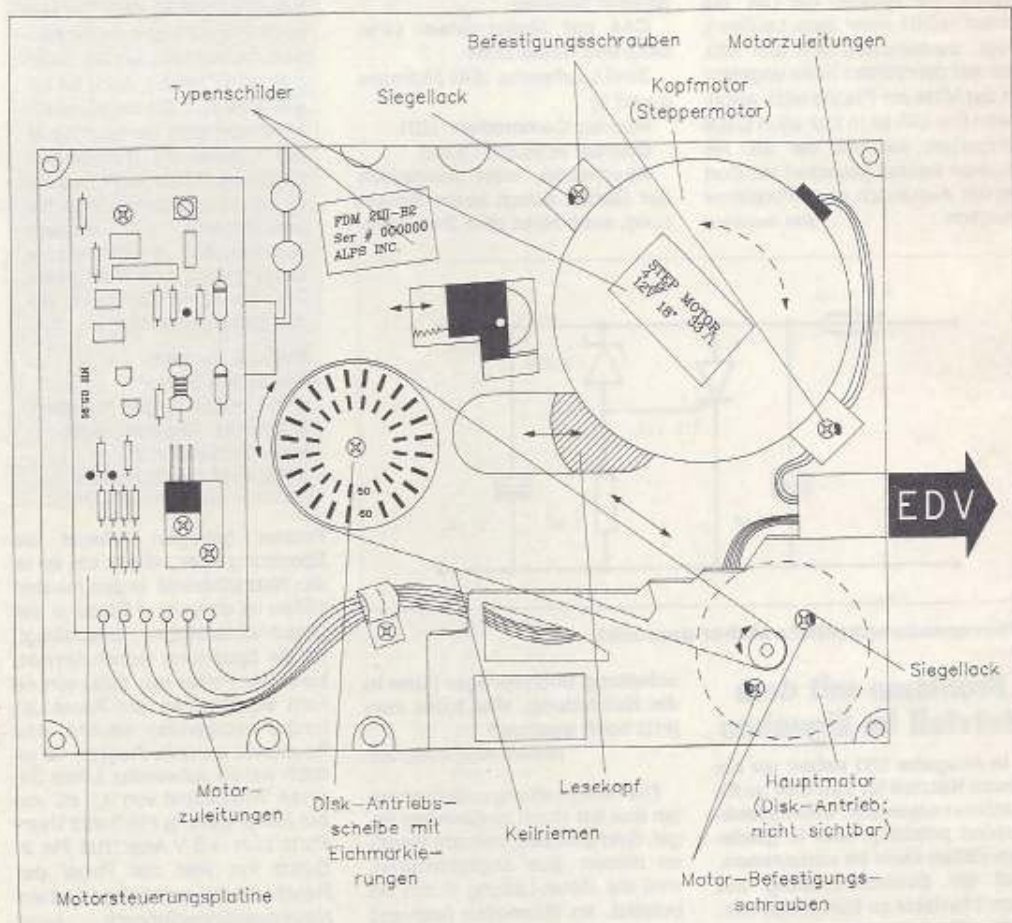 Befestigungsschrauben
Motorzuleitungen
Typenschilder
Siegellack
Kopfmotor
(Steppermotor)
FDM 2W-B2
Ser # 000000
ALPS INC.
STEP MOTOR
12V 18°
50
60
EDV
Siegellack
Motor-
zuleitungen
Disk-Antriebs-
scheibe mit
Eichmarkie-
rungen
Lesekopf
Keilriemen
Hauptmotor
(Disk-Antrieb;
nicht sichtbar)
Motorsteuerungsplatine
Motor-Befestigungs-
schrauben